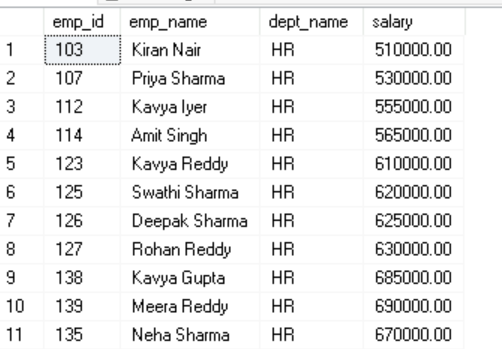 emp_id emp_name dept_name salary
1 103 Kiran Nair HR 510000.00
2 107 Priya Sharma HR 530000.00
3 112 Kavya Iyer HR 555000.00
4 114 Amit Singh HR 565000.00
5 123 Kavya Reddy HR 610000.00
6 125 Swathi Sharma HR 620000.00
7 126 Deepak Sharma HR 625000.00
8 127 Rohan Reddy HR 630000.00
9 138 Kavya Gupta HR 685000.00
10 139 Meera Reddy HR 690000.00
11 135 Neha Sharma HR 670000.00